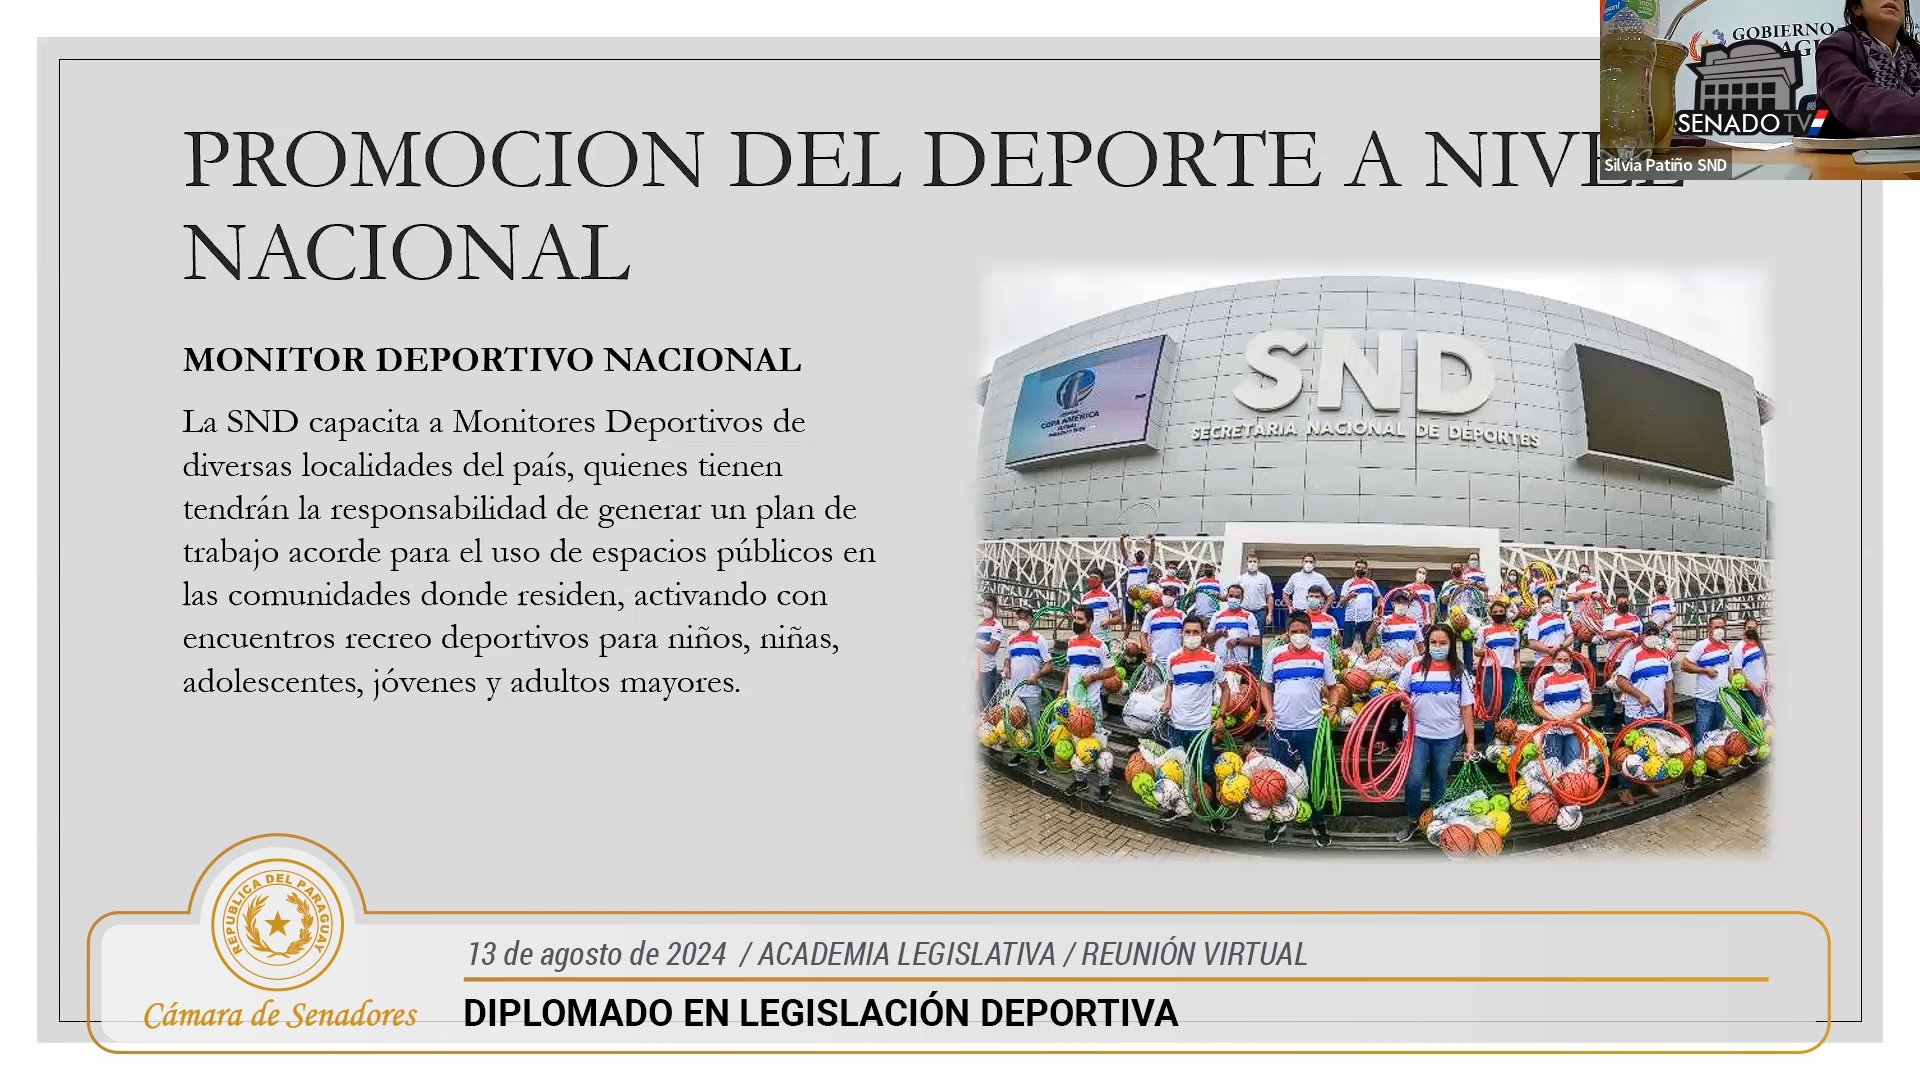 PROMOCION DEL DEPORTE A NIVEL
NACIONAL
MONITOR DEPORTIVO NACIONAL
La SND capacita a Monitores Deportivos de
diversas localidades del país, quienes tienen
tendrán la responsabilidad de generar un plan de
trabajo acorde para el uso de espacios públicos en
las comunidades donde residen, activando con
encuentros recreo deportivos para niños, niñas,
adolescentes, jóvenes y adultos mayores.
GOBIERNO
SENADO TV
Silvia Patiño SND
SND
SECRETARIA NACIONAL DE DEPORTES
COPA AMERICA
REPUBLICA DEL PARAGUAY
Cámara de Senadores
13 de agosto de 2024 / ACADEMIA LEGISLATIVA / REUNIÓN VIRTUAL
DIPLOMADO EN LEGISLACIÓN DEPORTIVA